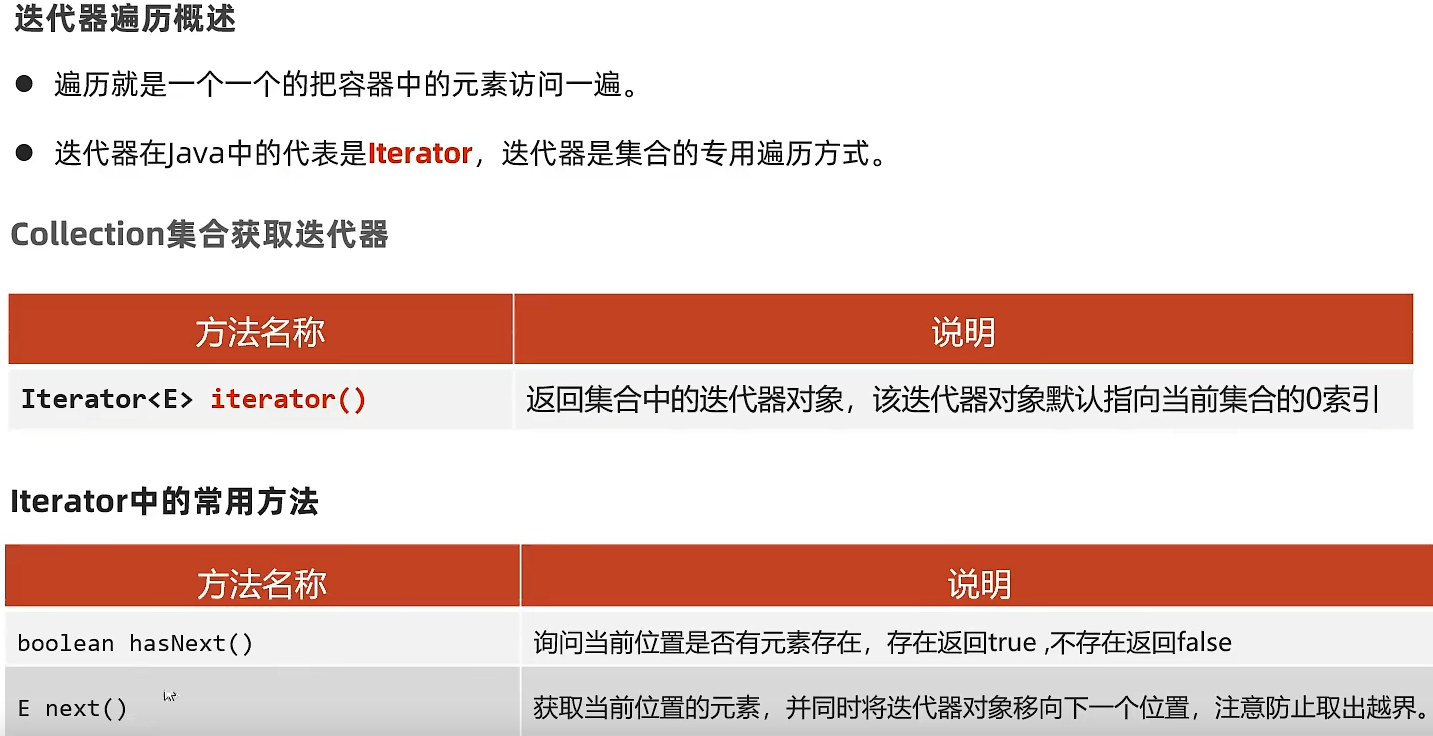 迭代器遍历概述
● 遍历就是一个一个的把容器中的元素访问一遍。
● 迭代器在Java中的代表是Iterator，迭代器是集合的专用遍历方式。
Collection集合获取迭代器
方法名称 说明
Iterator<E> iterator() 返回集合中的迭代器对象，该迭代器对象默认指向当前集合的0索引
Iterator中的常用方法
方法名称 说明
boolean hasNext() 询问当前位置是否有元素存在，存在返回true ,不存在返回false
E next() 获取当前位置的元素，并同时将迭代器对象移向下一个位置，注意防止取出越界。